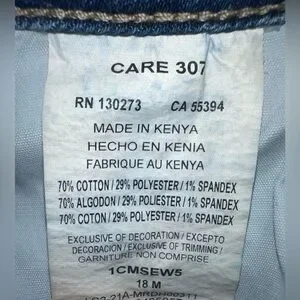 CARE 307
RN 130273 CA 55394
MADE IN KENYA
HECHO EN KENIA
FABRIQUE AU KENYA
70% COTTON / 29% POLYESTER / 1% SPANDEX
70% ALGODON / 29% POLYESTER / 1% SPANDEX
70% COTON / 29% POLYESTER / 1% SPANDEX
EXCLUSIVE OF DECORATION / EXCEPTO
DECORACION / EXCLUSIVE OF TRIMMING /
GARNITURE NON COMPRISE
1CMSEW5
18 M